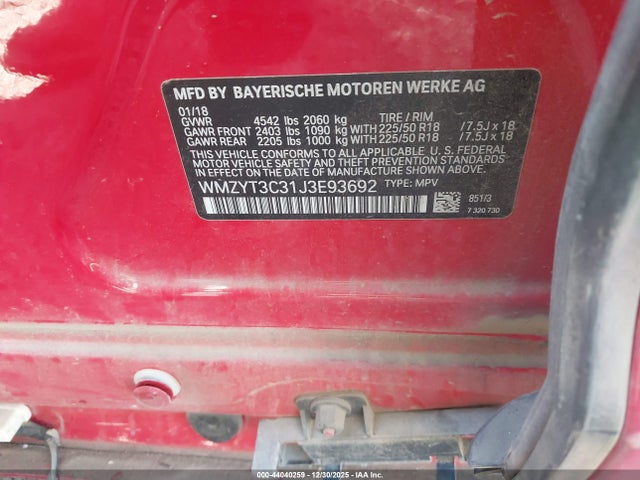 MFD BY BAYERISCHE MOTOREN WERKE AG
01/18
GVWR 4542 lbs 2060 kg TIRE / RIM
GAWR FRONT 2403 lbs 1090 kg WITH 225/50 R18 / 7.5J x 18
GAWR REAR 2205 lbs 1000 kg WITH 225/50 R18 / 7.5J x 18
THIS VEHICLE CONFORMS TO ALL APPLICABLE U. S. FEDERAL
MOTOR VEHICLE SAFETY AND THEFT PREVENTION STANDARDS
IN EFFECT ON THE DATE OF MANUFACTURE SHOWN ABOVE.
WMZYT3C31J3E93692 TYPE: MPV
851/3
7 320 730
44040259 - 12/30/2025 - IAA Inc.